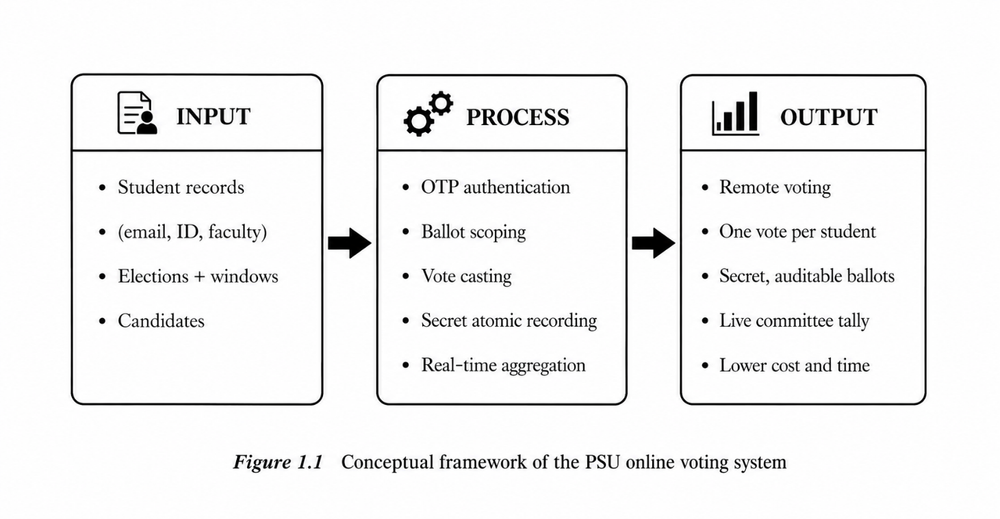 INPUT
• Student records
• (email, ID, faculty)
• Elections + windows
• Candidates
PROCESS
• OTP authentication
• Ballot scoping
• Vote casting
• Secret atomic recording
• Real-time aggregation
OUTPUT
• Remote voting
• One vote per student
• Secret, auditable ballots
• Live committee tally
• Lower cost and time
Figure 1.1 Conceptual framework of the PSU online voting system